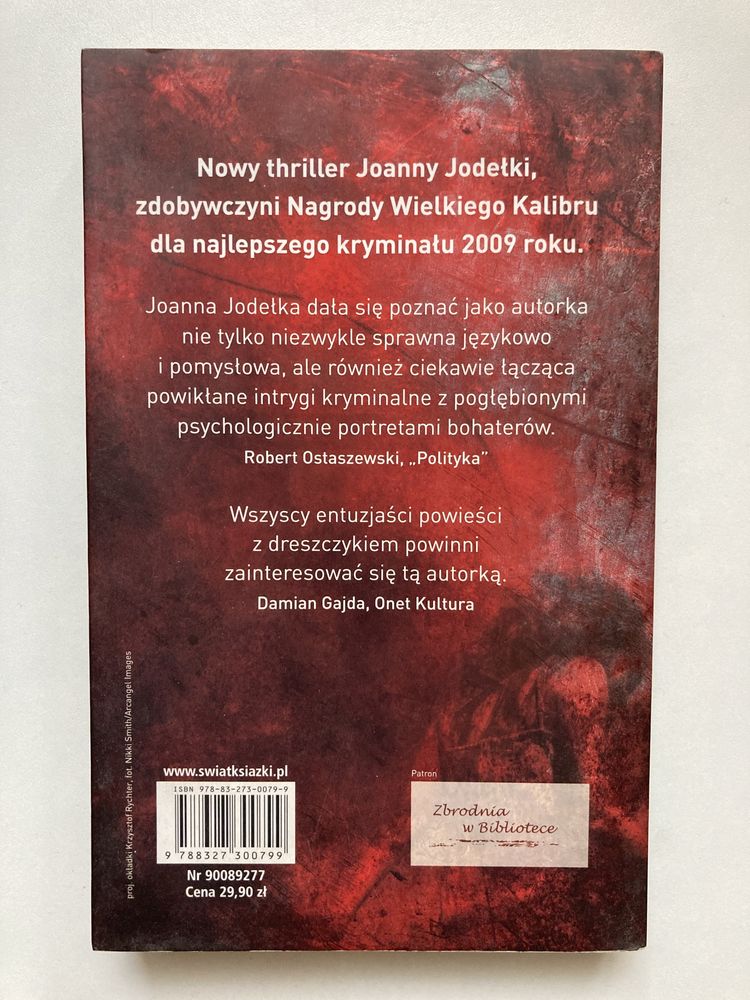 Nowy thriller Joanny Jodełki,
zdobywczyni Nagrody Wielkiego Kalibru
dla najlepszego kryminału 2009 roku.
Joanna Jodełka dała się poznać jako autorka
nie tylko niezwykle sprawna językowo
i pomysłowa, ale również ciekawie łącząca
powikłane intrygi kryminalne z pogłębionymi
psychologicznie portretami bohaterów.
Robert Ostaszewski, „Polityka”
Wszyscy entuzjaści powieści
z dreszczykiem powinni
zainteresować się tą autorką.
Damian Gajda, Onet Kultura
proj. okładki Krzysztof Rychter, fot. Nikki Smith/Arcangel Images
www.swiatksiazki.pl
ISBN 978-83-273-0079-9
9 788327 300799
Nr 90089277
Cena 29,90 zł
Patron
Zbrodnia
w Bibliotece